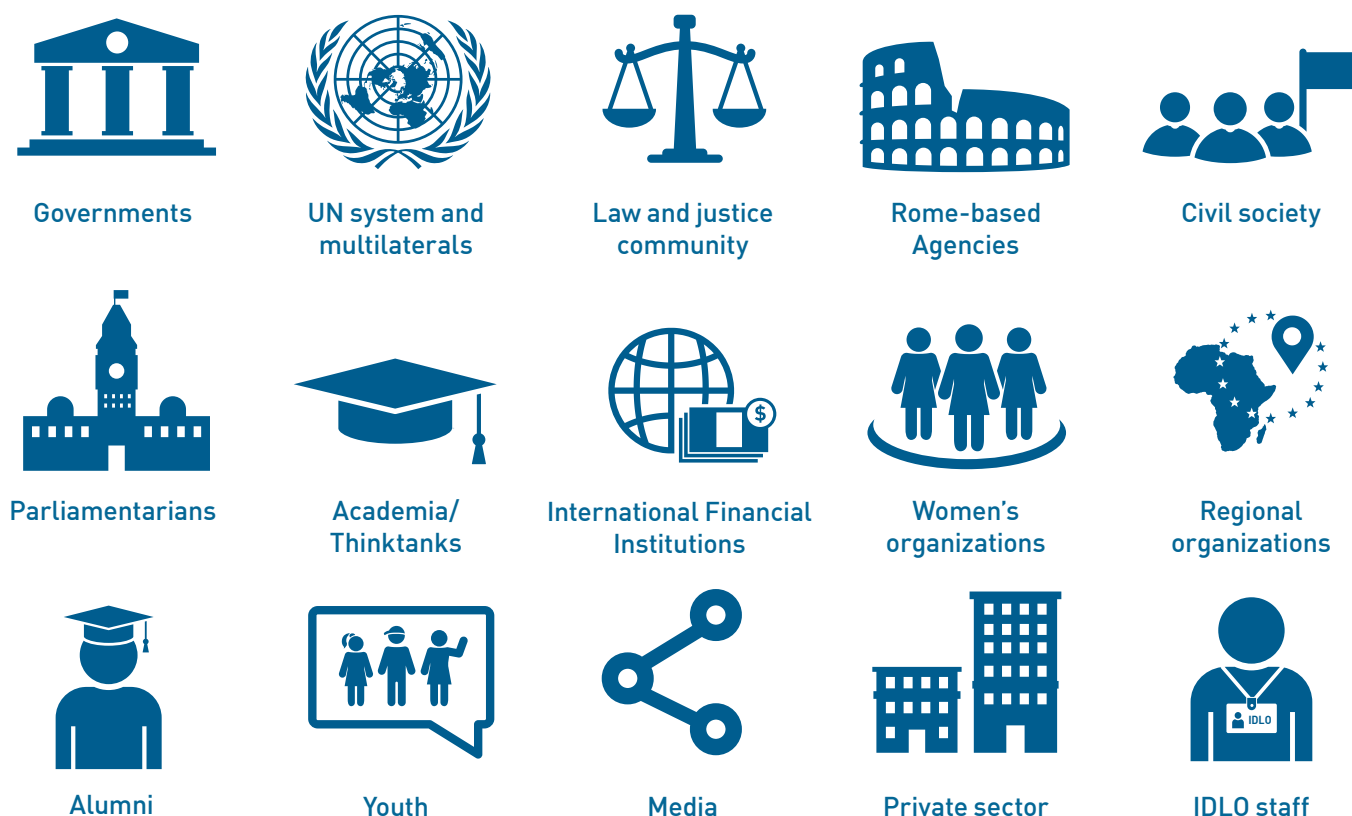 Governments
UN system and
multilaterals
Law and justice
community
Rome-based
Agencies
Civil society
Parliamentarians
Academia/
Thinktanks
$
International Financial
Institutions
Women's
organizations
Regional
organizations
Alumni
Youth
Media
Private sector
IDLO
IDLO staff